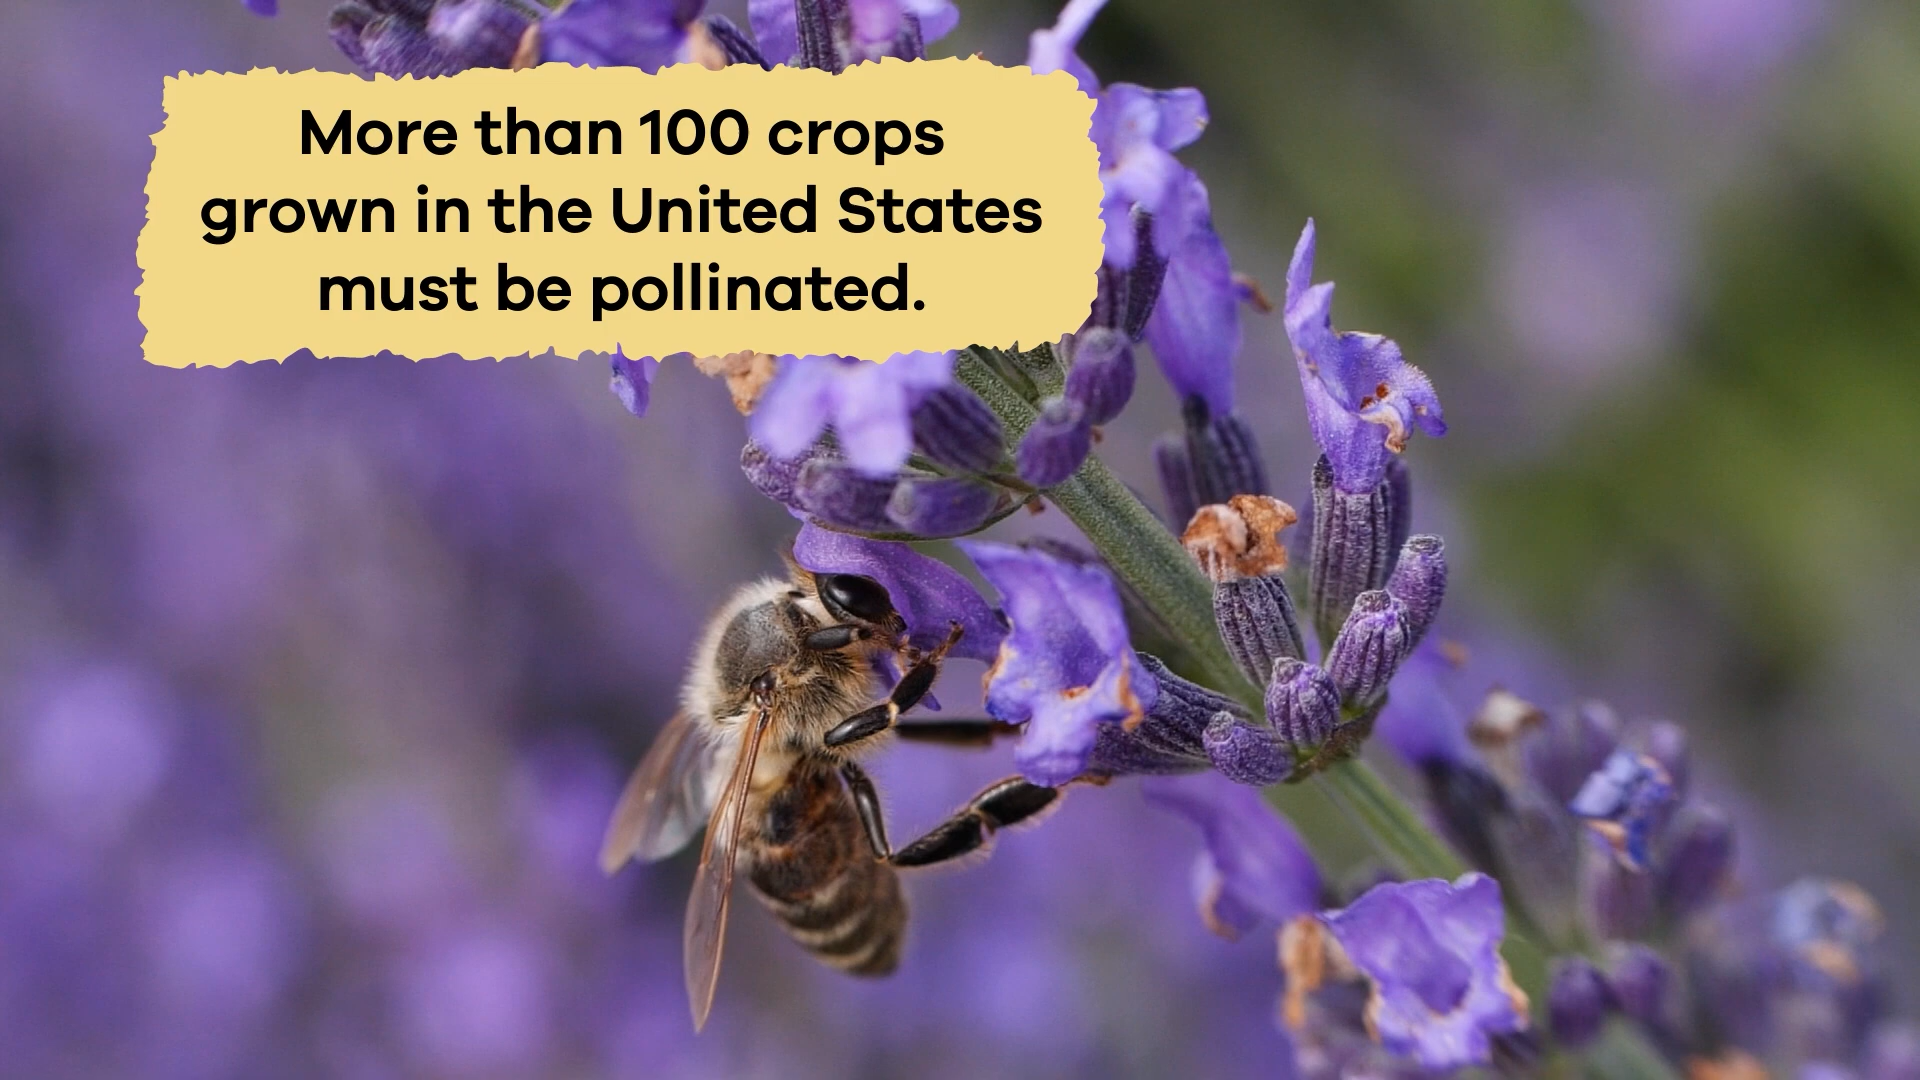 More than 100 crops
grown in the United States
must be pollinated.